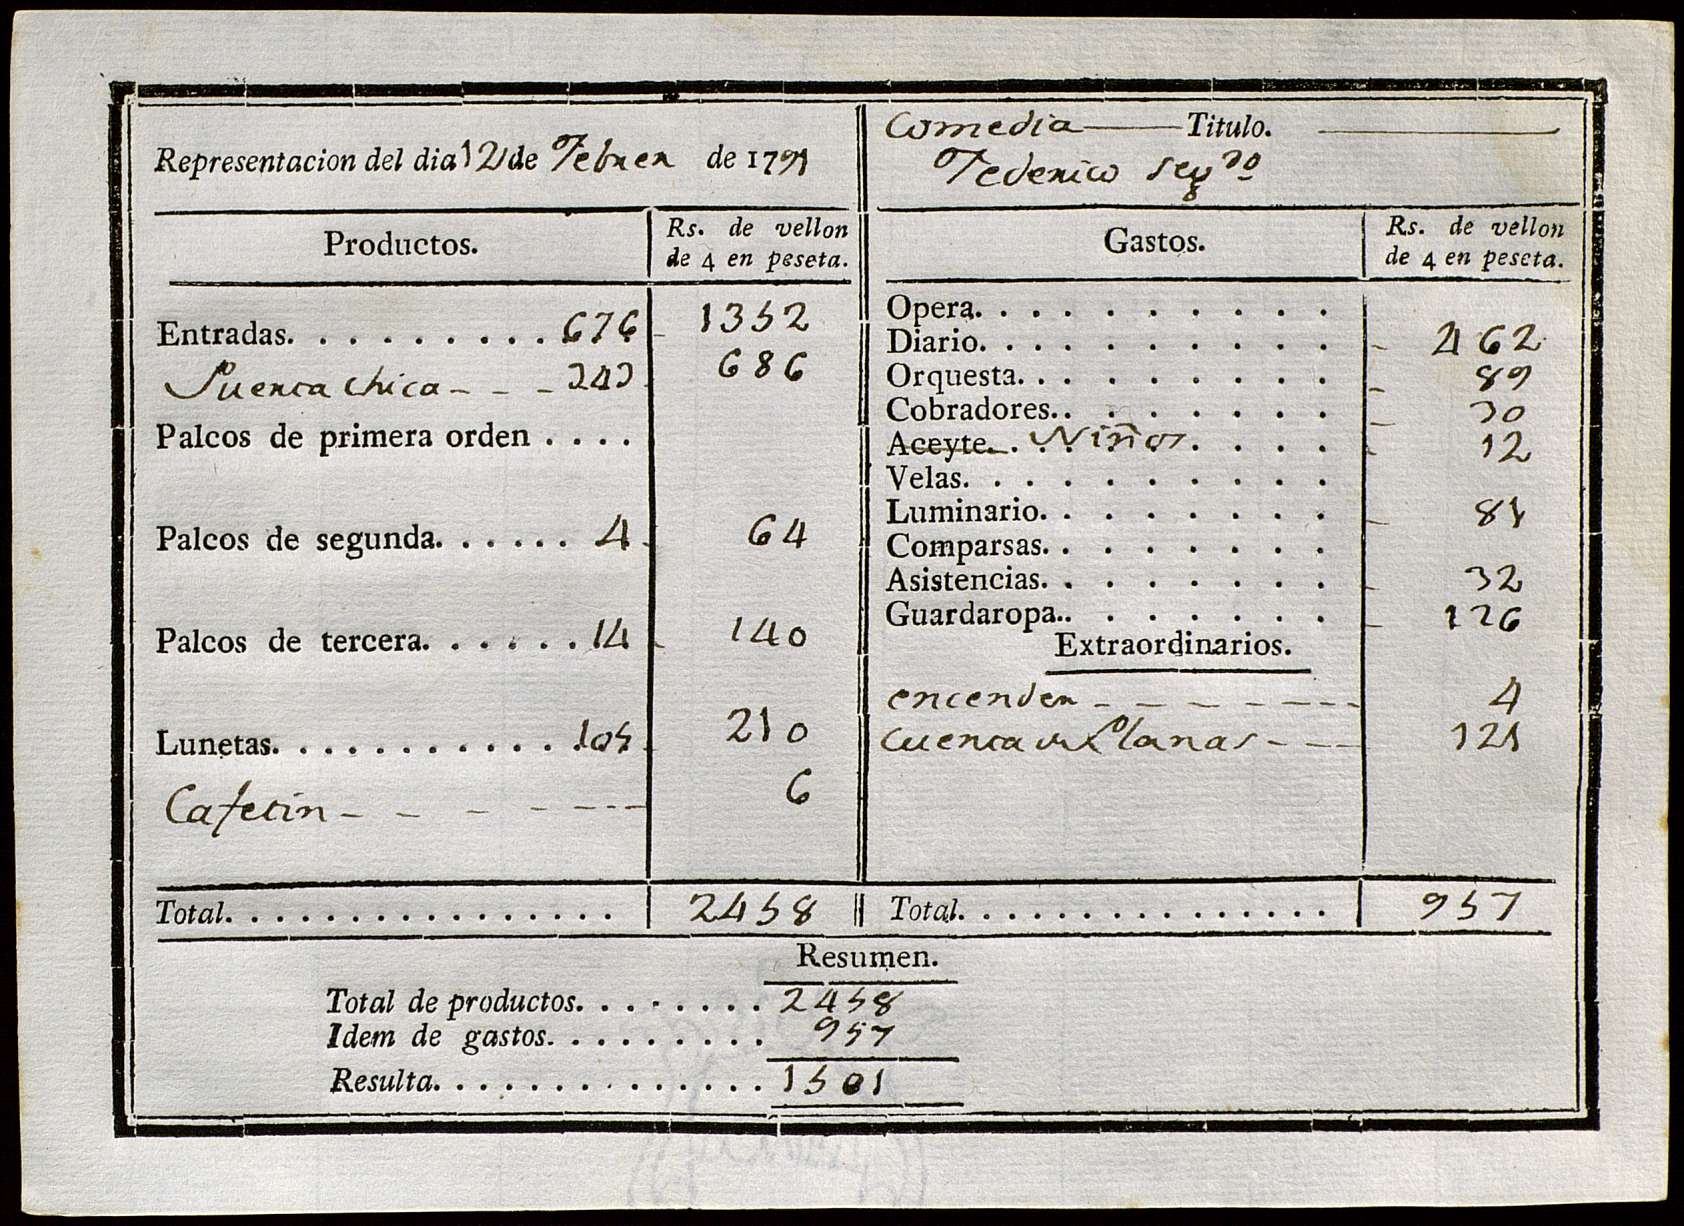 Representacion del dia 12 de Febrer de 1791
Comedia Titulo.
Federico seg.do
Productos.
Rs. de vellon
de 4 en peseta.
Entradas. . . . . . . . . . 676 1352
Puerta chica - - - 343 686
Palcos de primera orden . . . .
Palcos de segunda. . . . . . 4 64
Palcos de tercera. . . . . . 14 140
Lunetas. . . . . . . . . . . 105 210
Cafetin - - - - - - - 6
Total. . . . . . . . . . . . . . . . . 2458
Gastos.
Rs. de vellon
de 4 en peseta.
Opera. . . . . . . . . . .
Diario. . . . . . . . . . . 462
Orquesta. . . . . . . . . . 89
Cobradores.. . . . . . . . 30
Aceyte. . Niños. . . . . 12
Velas. . . . . . . . . . .
Luminario. . . . . . . . . 81
Comparsas. . . . . . . . .
Asistencias. . . . . . . . . 32
Guardaropa.. . . . . . . . 126
Extraordinarios.
encender - - - - - - - - 4
cuenta de Planas - - - 121
Total. . . . . . . . . . . . . . . . 957
Resumen.
Total de productos. . . . . . . . 2458
Idem de gastos. . . . . . . . . 957
Resulta. . . . . . . . . . . . . . 1501